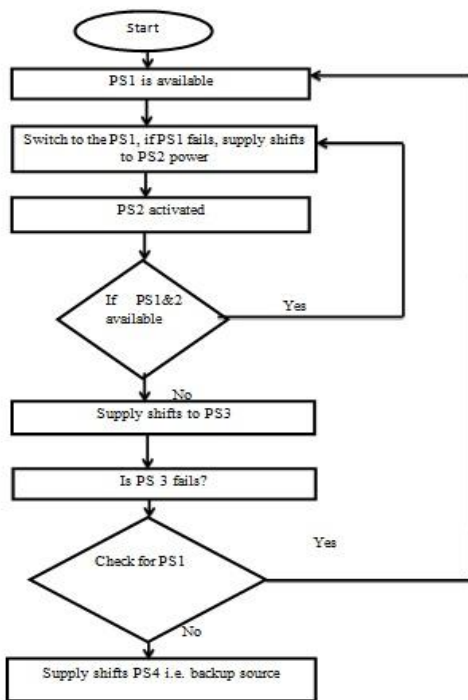 Start
PS1 is available
Switch to the PS1, if PS1 fails, supply shifts
to PS2 power
PS2 activated
If PS1&2
available
Yes
No
Supply shifts to PS3
Is PS 3 fails?
Check for PS1
Yes
No
Supply shifts PS4 i.e. backup source